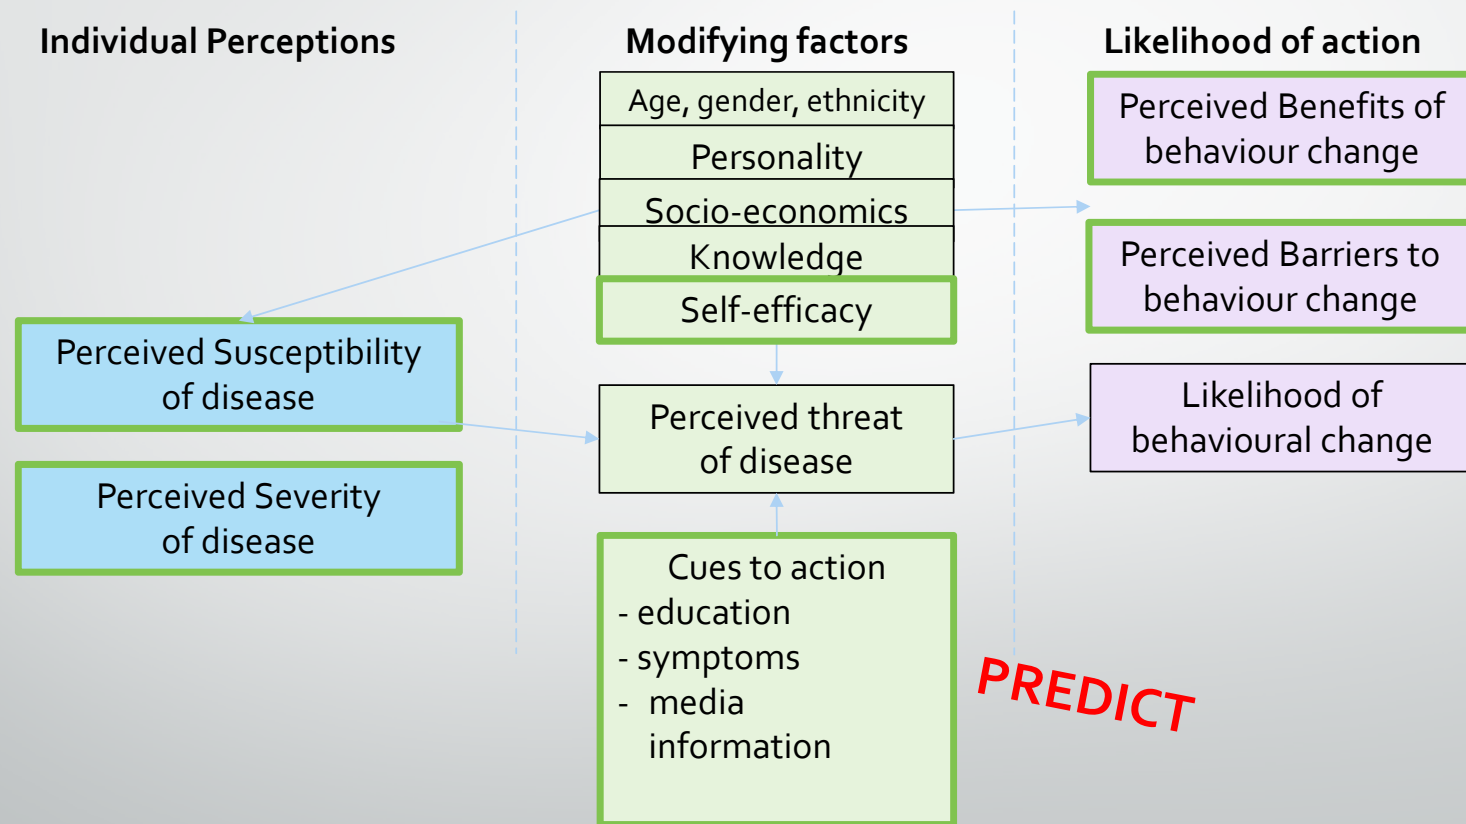 Individual Perceptions
Modifying factors
Likelihood of action
Age, gender, ethnicity
Personality
Socio-economics
Knowledge
Self-efficacy
Perceived Benefits of
behaviour change
Perceived Barriers to
behaviour change
Perceived Susceptibility
of disease
Perceived threat
of disease
Likelihood of
behavioural change
Perceived Severity
of disease
Cues to action
- education
- symptoms
- media
information
PREDICT